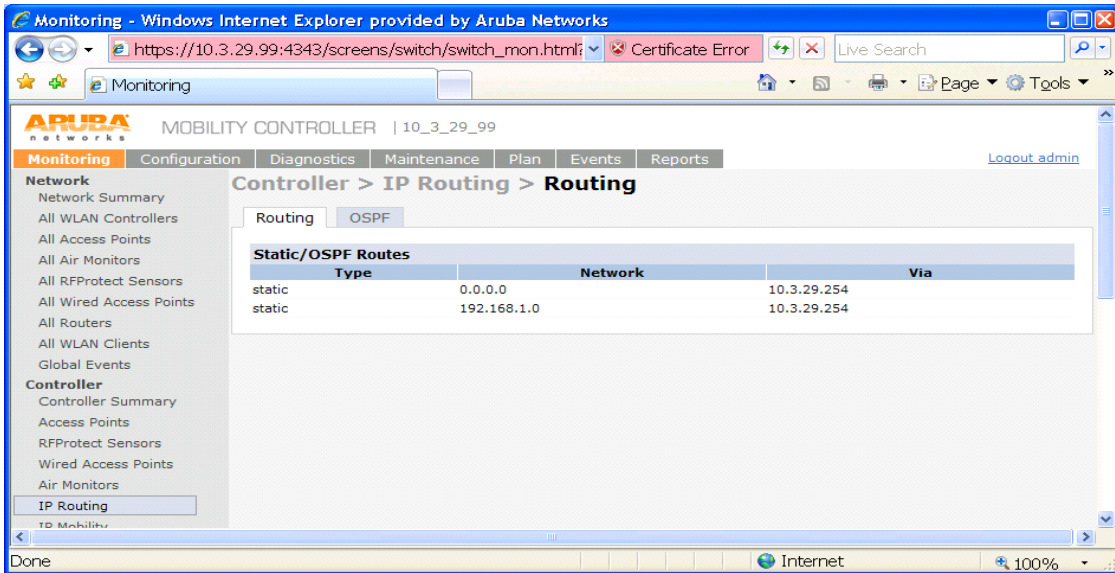 Monitoring - Windows Internet Explorer provided by Aruba Networks
https://10.3.29.99:4343/screens/switch/switch_mon.html? Certificate Error Live Search
Monitoring Page Tools »
ARUBA networks MOBILITY CONTROLLER | 10_3_29_99
Monitoring Configuration Diagnostics Maintenance Plan Events Reports Logout admin
Network
Network Summary
All WLAN Controllers
All Access Points
All Air Monitors
All RFProtect Sensors
All Wired Access Points
All Routers
All WLAN Clients
Global Events
Controller
Controller Summary
Access Points
RFProtect Sensors
Wired Access Points
Air Monitors
IP Routing
IP Mobility
Controller > IP Routing > Routing
Routing OSPF
Static/OSPF Routes
Type Network Via
static 0.0.0.0 10.3.29.254
static 192.168.1.0 10.3.29.254
Done Internet 100%